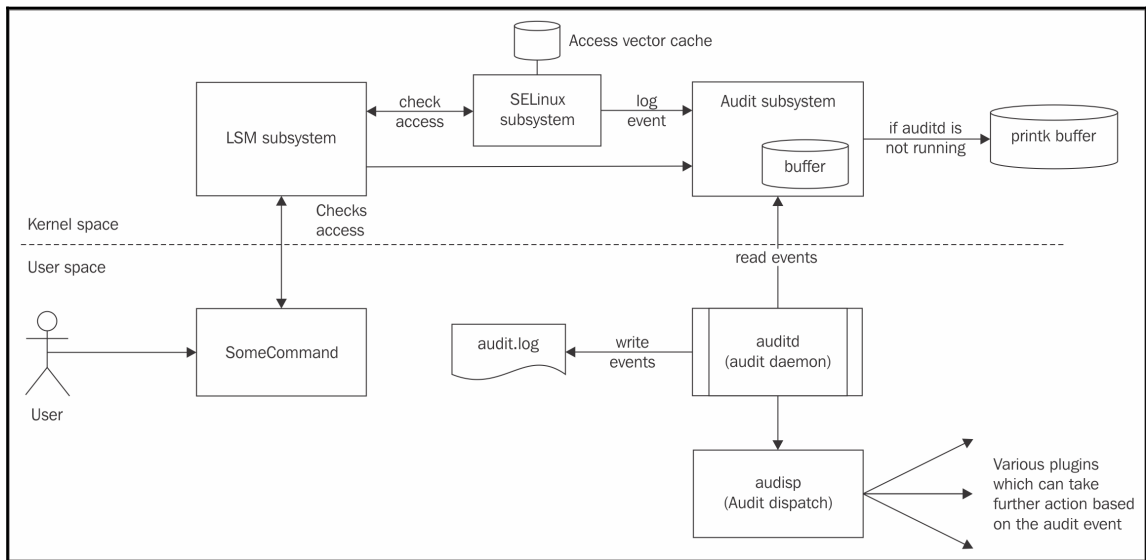 Access vector cache
LSM subsystem
check
access
SELinux
subsystem
log
event
Audit subsystem
buffer
if auditd is
not running
printk buffer
Checks
access
Kernel space
User space
read events
User
SomeCommand
audit.log
write
events
auditd
(audit daemon)
audisp
(Audit dispatch)
Various plugins
which can take
further action based
on the audit event